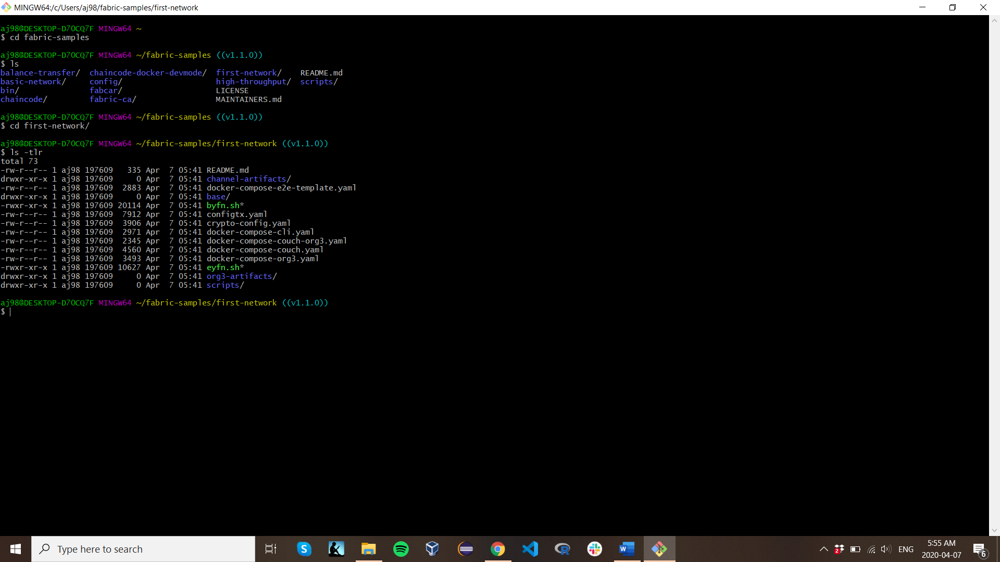 MINGW64:/c/Users/aj98/fabric-samples/first-network
aj98@DESKTOP-D7OCQ7F MINGW64 ~
$ cd fabric-samples
aj98@DESKTOP-D7OCQ7F MINGW64 ~/fabric-samples ((v1.1.0))
$ ls
balance-transfer/  chaincode-docker-devmode/  first-network/    README.md
basic-network/     config/                    high-throughput/  scripts/
bin/               fabcar/                    LICENSE
chaincode/         fabric-ca/                 MAINTAINERS.md
aj98@DESKTOP-D7OCQ7F MINGW64 ~/fabric-samples ((v1.1.0))
$ cd first-network/
aj98@DESKTOP-D7OCQ7F MINGW64 ~/fabric-samples/first-network ((v1.1.0))
$ ls -tlr
total 73
-rw-r--r-- 1 aj98 197609   335 Apr  7 05:41 README.md
drwxr-xr-x 1 aj98 197609     0 Apr  7 05:41 channel-artifacts/
-rw-r--r-- 1 aj98 197609  2883 Apr  7 05:41 docker-compose-e2e-template.yaml
drwxr-xr-x 1 aj98 197609     0 Apr  7 05:41 base/
-rwxr-xr-x 1 aj98 197609 20114 Apr  7 05:41 byfn.sh*
-rw-r--r-- 1 aj98 197609  7912 Apr  7 05:41 configtx.yaml
-rw-r--r-- 1 aj98 197609  3906 Apr  7 05:41 crypto-config.yaml
-rw-r--r-- 1 aj98 197609  2971 Apr  7 05:41 docker-compose-cli.yaml
-rw-r--r-- 1 aj98 197609  2345 Apr  7 05:41 docker-compose-couch-org3.yaml
-rw-r--r-- 1 aj98 197609  4560 Apr  7 05:41 docker-compose-couch.yaml
-rw-r--r-- 1 aj98 197609  3493 Apr  7 05:41 docker-compose-org3.yaml
-rwxr-xr-x 1 aj98 197609 10627 Apr  7 05:41 eyfn.sh*
drwxr-xr-x 1 aj98 197609     0 Apr  7 05:41 org3-artifacts/
drwxr-xr-x 1 aj98 197609     0 Apr  7 05:41 scripts/
aj98@DESKTOP-D7OCQ7F MINGW64 ~/fabric-samples/first-network ((v1.1.0))
$
Type here to search
ENG
5:55 AM
2020-04-07
6